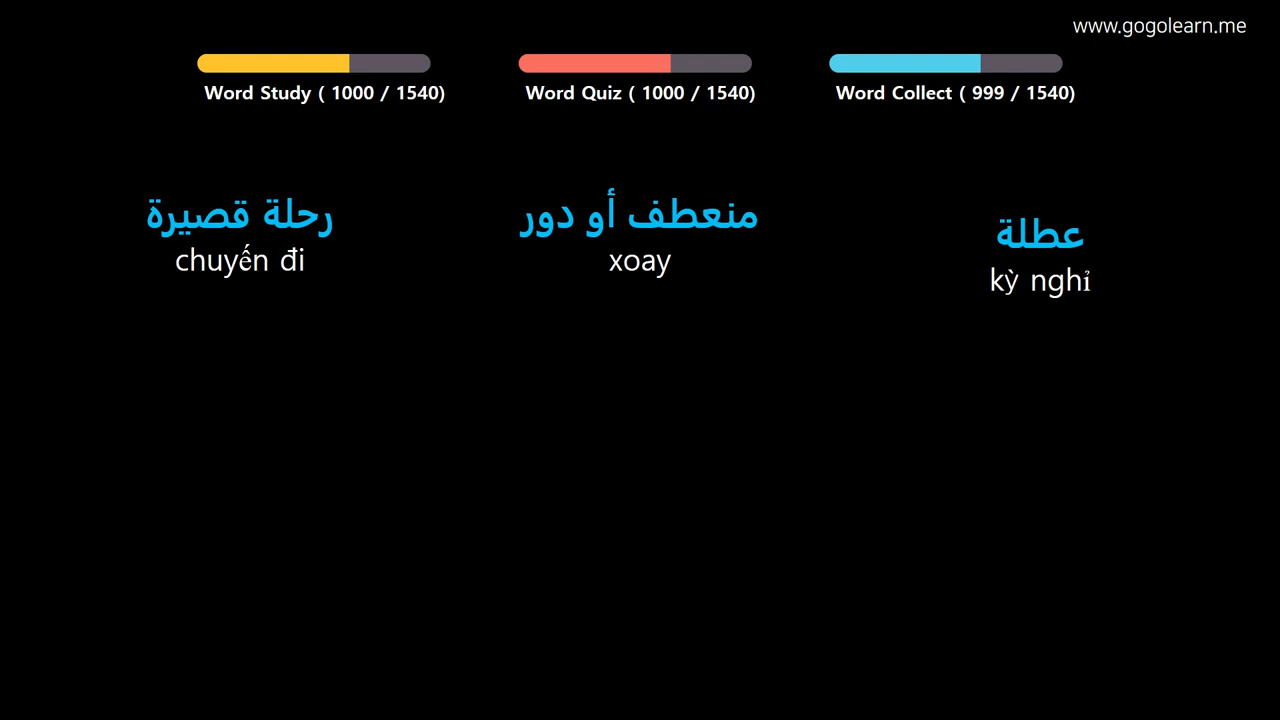 www.gogolearn.me
Word Study ( 1000 / 1540)
Word Quiz ( 1000 / 1540)
Word Collect ( 999 / 1540)
رحلة قصيرة
chuyến đi
منعطف أو دور
xoay
عطلة
kỳ nghỉ